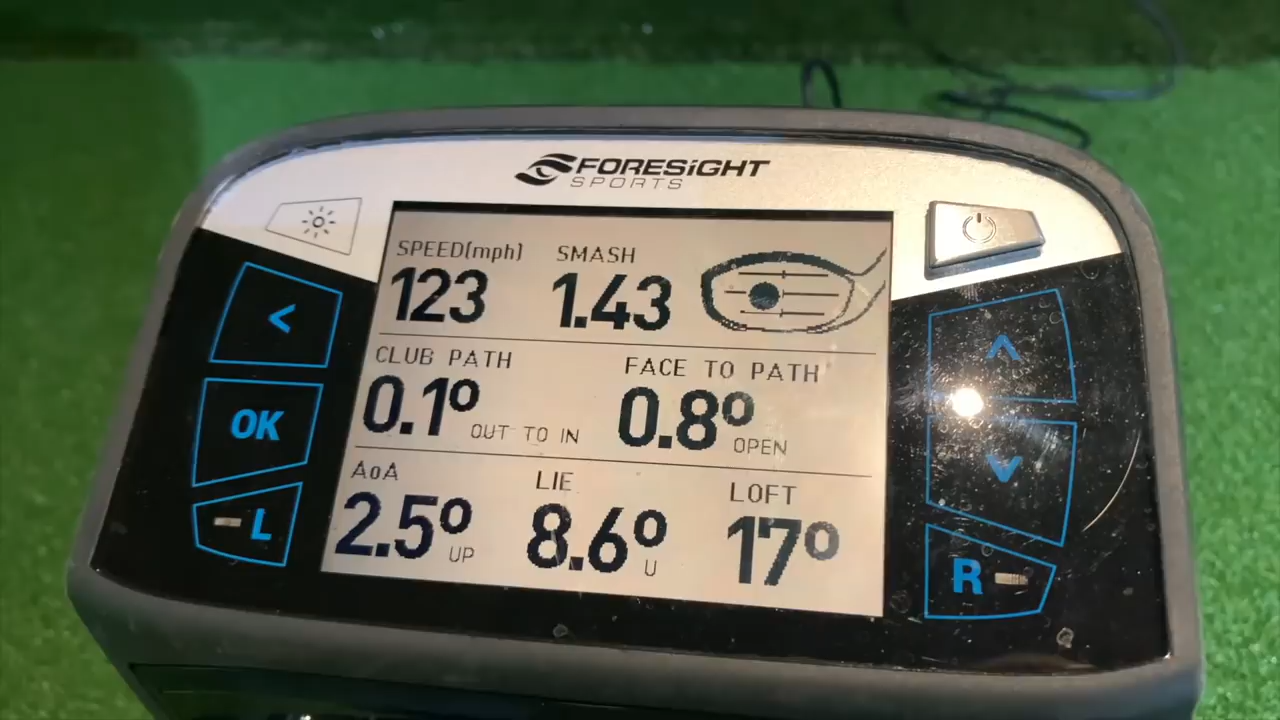 FORESiGHT
SPORTS
SPEED(mph) SMASH
123 1.43
CLUB PATH FACE TO PATH
0.1º OUT TO IN 0.8º OPEN
AoA LIE LOFT
2.5º UP 8.6º U 17º
<
OK
L
R